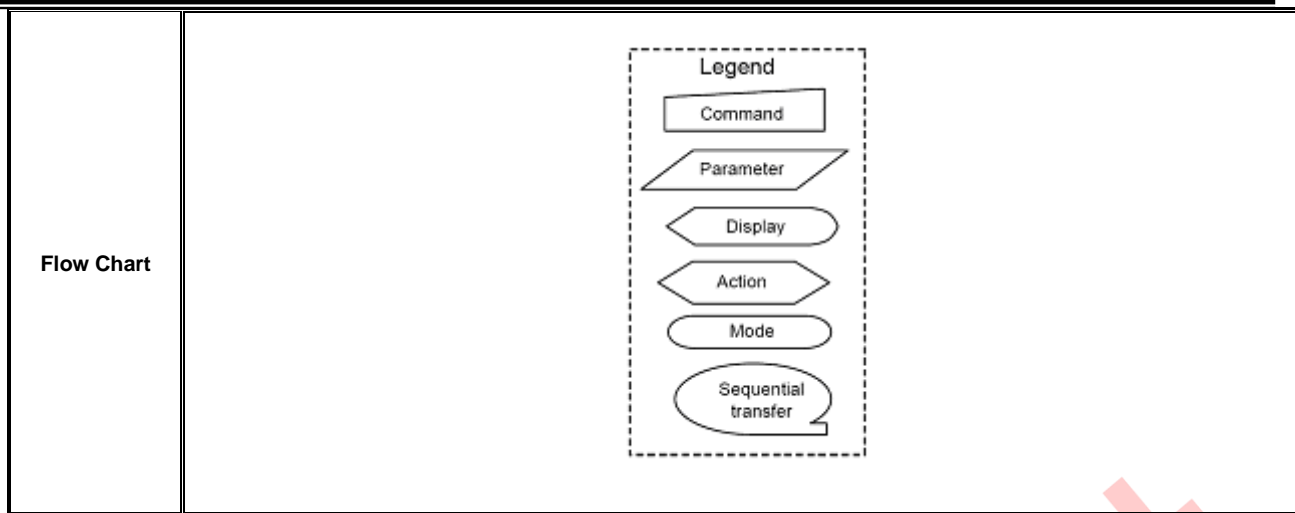 Flow Chart
Legend
Command
Parameter
Display
Action
Mode
Sequential
transfer